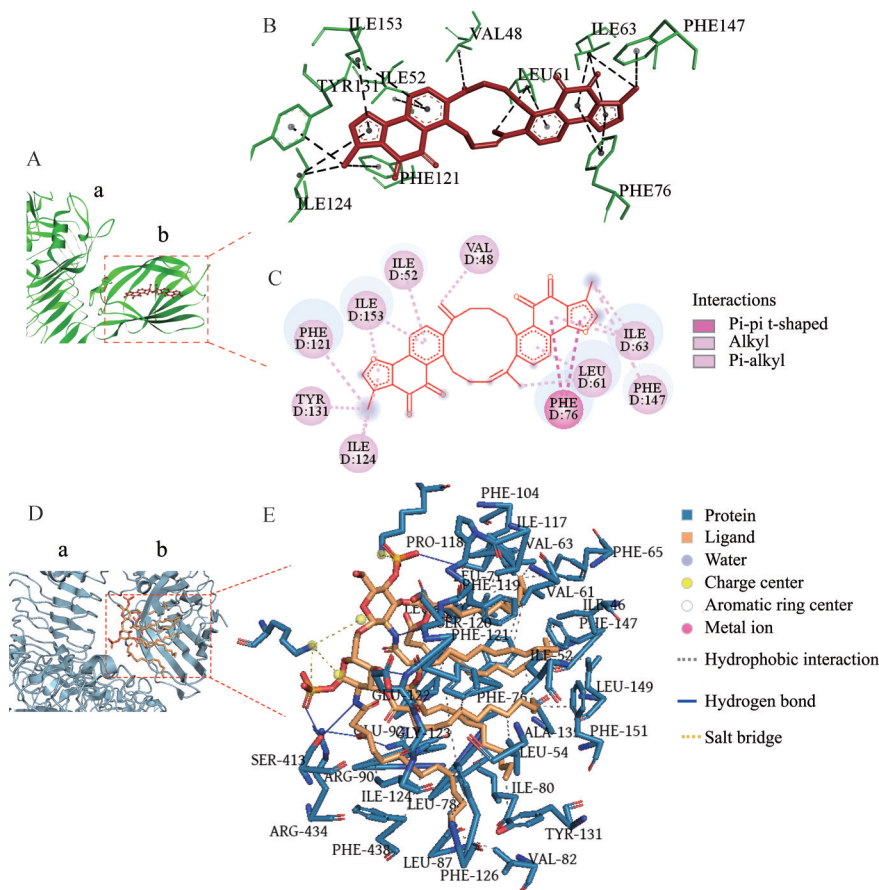 B
ILE153
VAL48
ILE63
PHE147
TYR131
ILE52
LEU61
A
a
b
PHE121
ILE124
PHE76
C
ILE
D:52
VAL
D:48
ILE
D:153
Interactions
Pi-pi t-shaped
Alkyl
Pi-alkyl
PHE
D:121
ILE
D:63
LEU
D:61
TYR
D:131
PHE
D:76
PHE
D:147
ILE
D:124
O
O
O
O
O
O
D
a
b
E
PHE-104
ILE-117
PRO-118
VAL-63
PHE-65
PHE-119
VAL-61
ILE-46
PHE-147
PHE-121
ILE-52
LEU-149
GLY-123
ALA-135
PHE-151
LEU-54
SER-413
ARG-90
ILE-124
LEU-78
ILE-80
ARG-434
TYR-131
PHE-438
LEU-87
PHE-126
VAL-82
Protein
Ligand
Water
Charge center
Aromatic ring center
Metal ion
Hydrophobic interaction
Hydrogen bond
Salt bridge